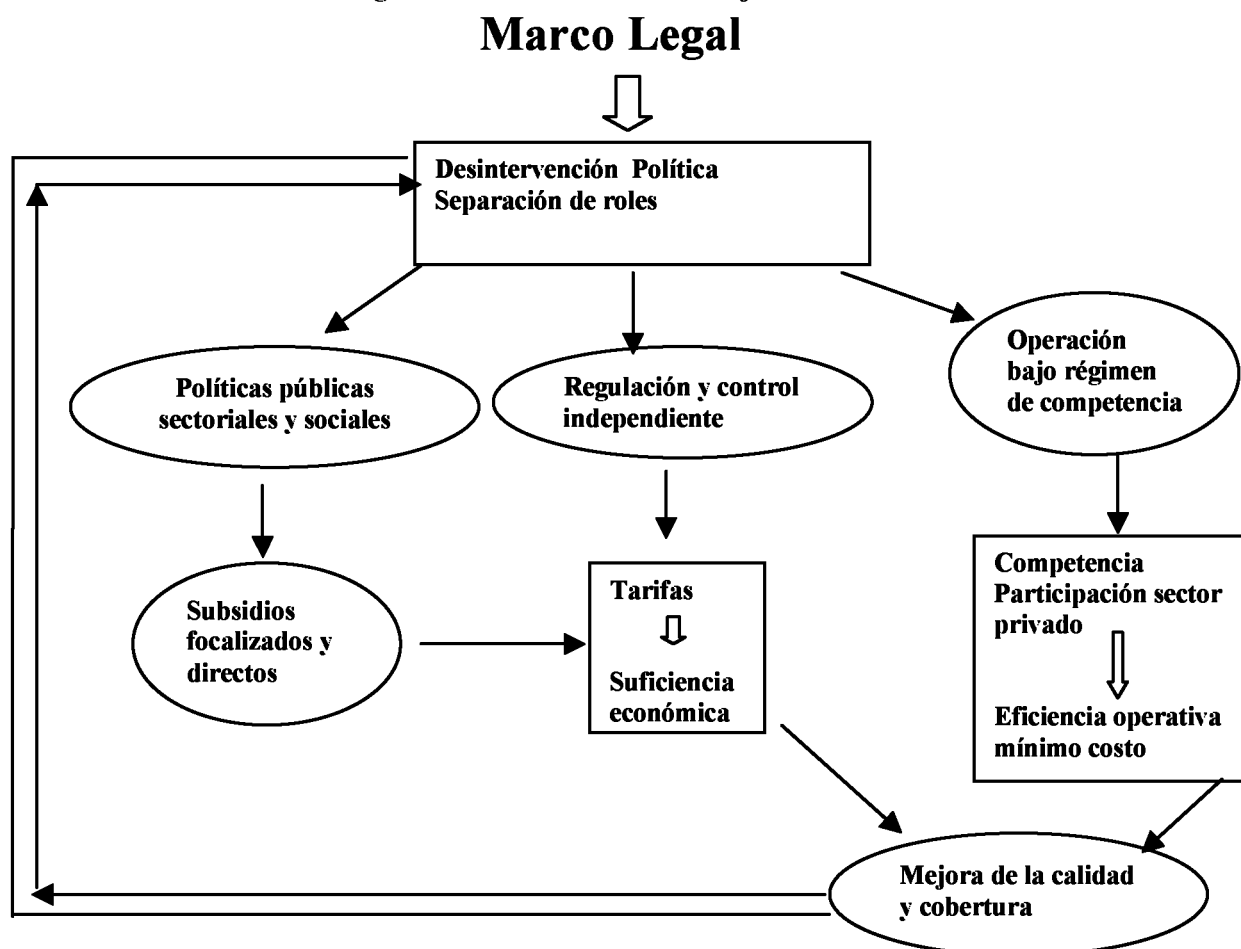 Marco Legal
Desintervención Política
Separación de roles
Políticas públicas
sectoriales y sociales
Regulación y control
independiente
Operación
bajo régimen
de competencia
Subsidios
focalizados y
directos
Tarifas
Suficiencia
económica
Competencia
Participación sector
privado
Eficiencia operativa
mínimo costo
Mejora de la calidad
y cobertura